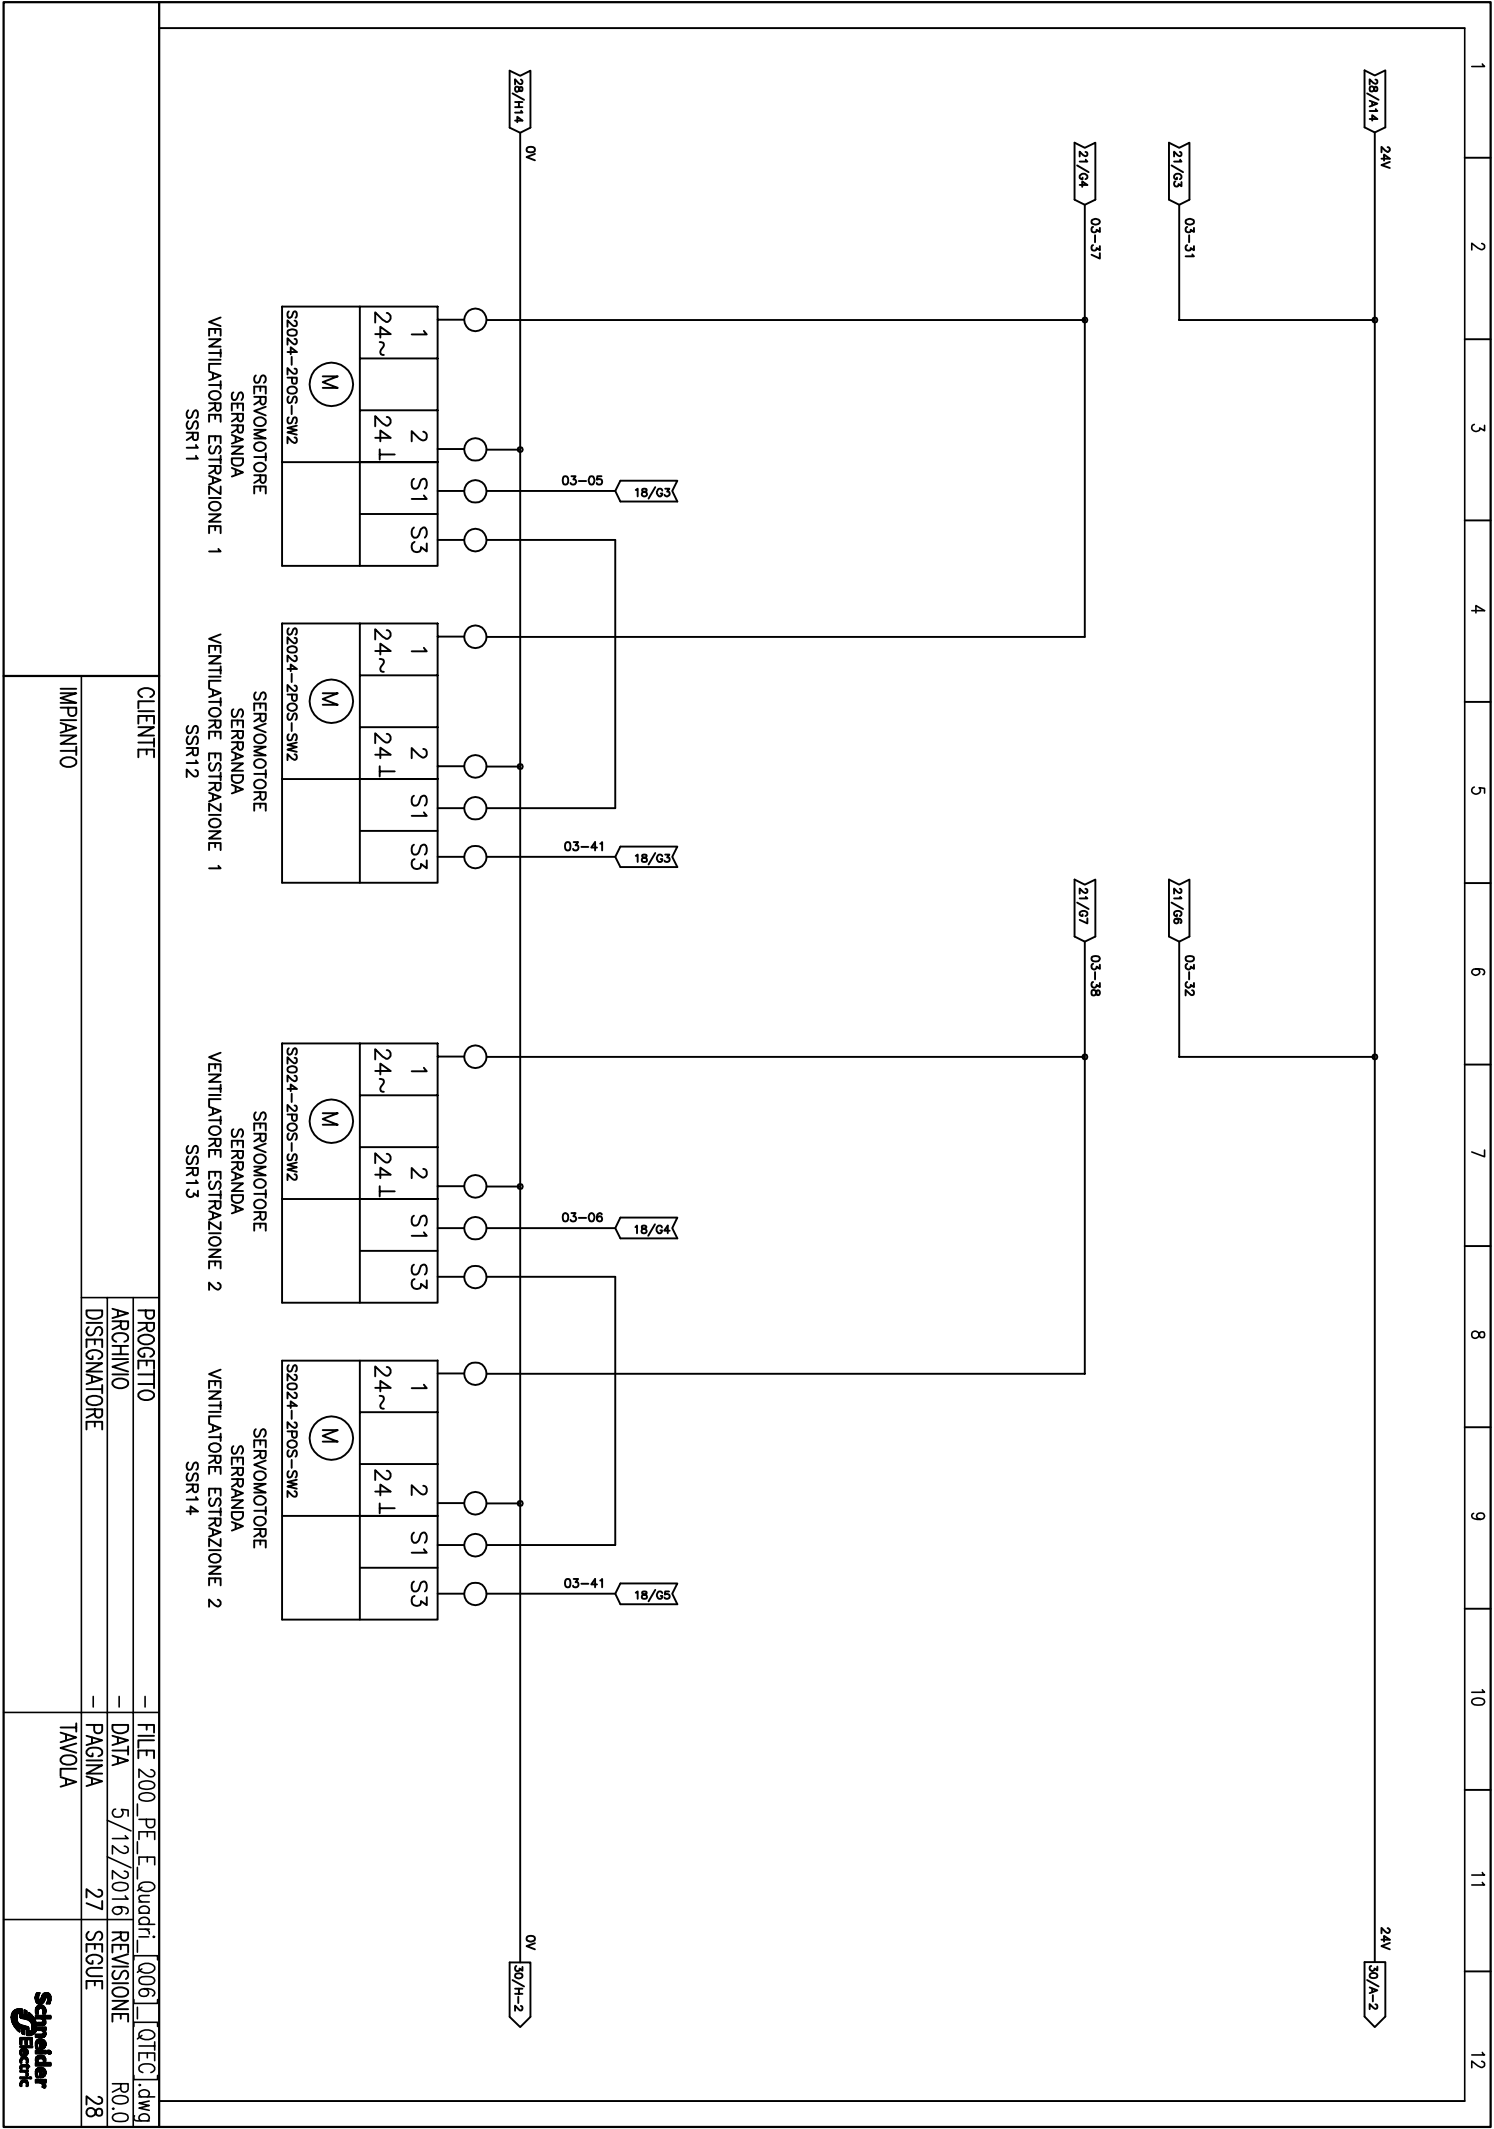 1
2
3
4
5
6
7
8
9
10
11
12
28/A14
24V
24V
30/A-2
21/G3
03-31
21/G6
03-32
21/G4
03-37
21/G7
03-38
18/G3
03-05
18/G3
03-41
18/G4
03-06
18/G5
03-41
28/H14
0V
0V
30/H-2
1
2
S1
S3
24~
24⊥
M
S2024-2POS-SW2
SERVOMOTORE
SERRANDA
VENTILATORE ESTRAZIONE 1
SSR11
1
2
S1
S3
24~
24⊥
M
S2024-2POS-SW2
SERVOMOTORE
SERRANDA
VENTILATORE ESTRAZIONE 1
SSR12
1
2
S1
S3
24~
24⊥
M
S2024-2POS-SW2
SERVOMOTORE
SERRANDA
VENTILATORE ESTRAZIONE 2
SSR13
1
2
S1
S3
24~
24⊥
M
S2024-2POS-SW2
SERVOMOTORE
SERRANDA
VENTILATORE ESTRAZIONE 2
SSR14
CLIENTE
IMPIANTO
PROGETTO -
ARCHIVIO -
DISEGNATORE -
FILE 200_PE_E_Quadri_[Q06]_[QTEC].dwg
DATA 5/12/2016 REVISIONE R0.0
PAGINA 27 SEGUE 28
TAVOLA
Schneider
Electric